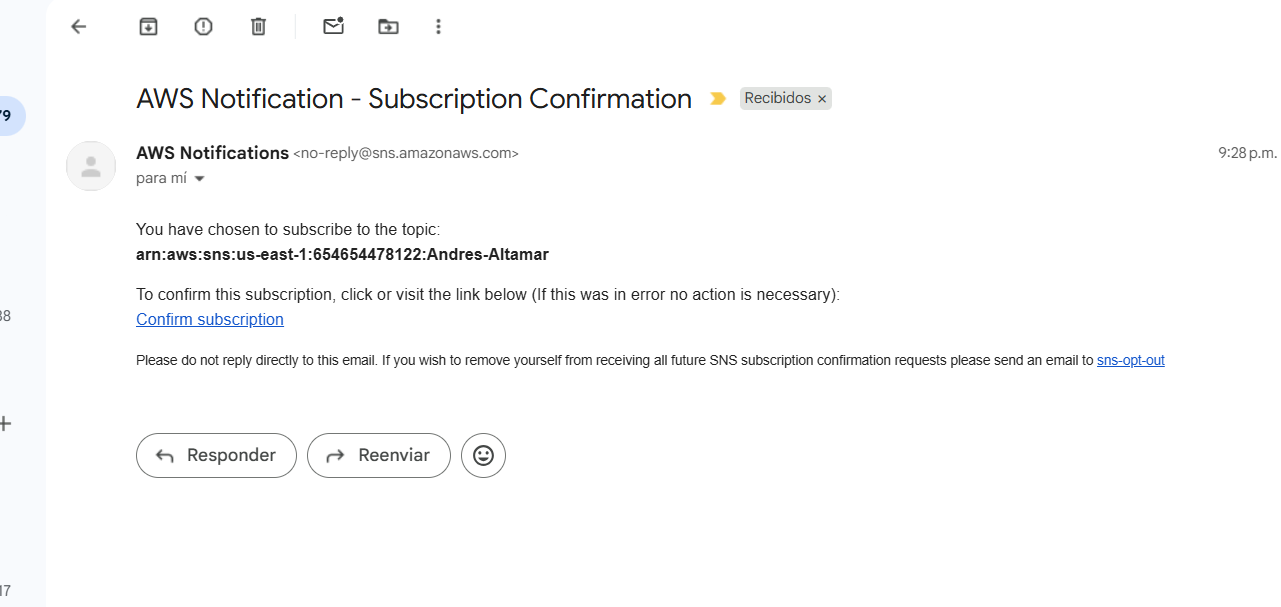 AWS Notification - Subscription Confirmation Recibidos ×
79
AWS Notifications <no-reply@sns.amazonaws.com> 9:28 p.m.
para mí
You have chosen to subscribe to the topic:
arn:aws:sns:us-east-1:654654478122:Andres-Altamar
To confirm this subscription, click or visit the link below (If this was in error no action is necessary):
Confirm subscription
Please do not reply directly to this email. If you wish to remove yourself from receiving all future SNS subscription confirmation requests please send an email to sns-opt-out
Responder Reenviar